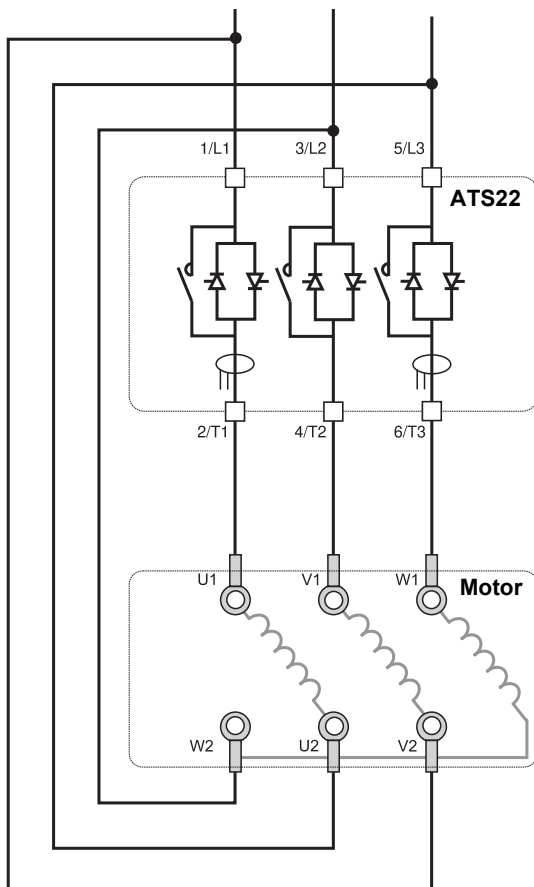 1/L1 3/L2 5/L3
ATS22
2/T1 4/T2 6/T3
U1 V1 W1
Motor
W2 U2 V2